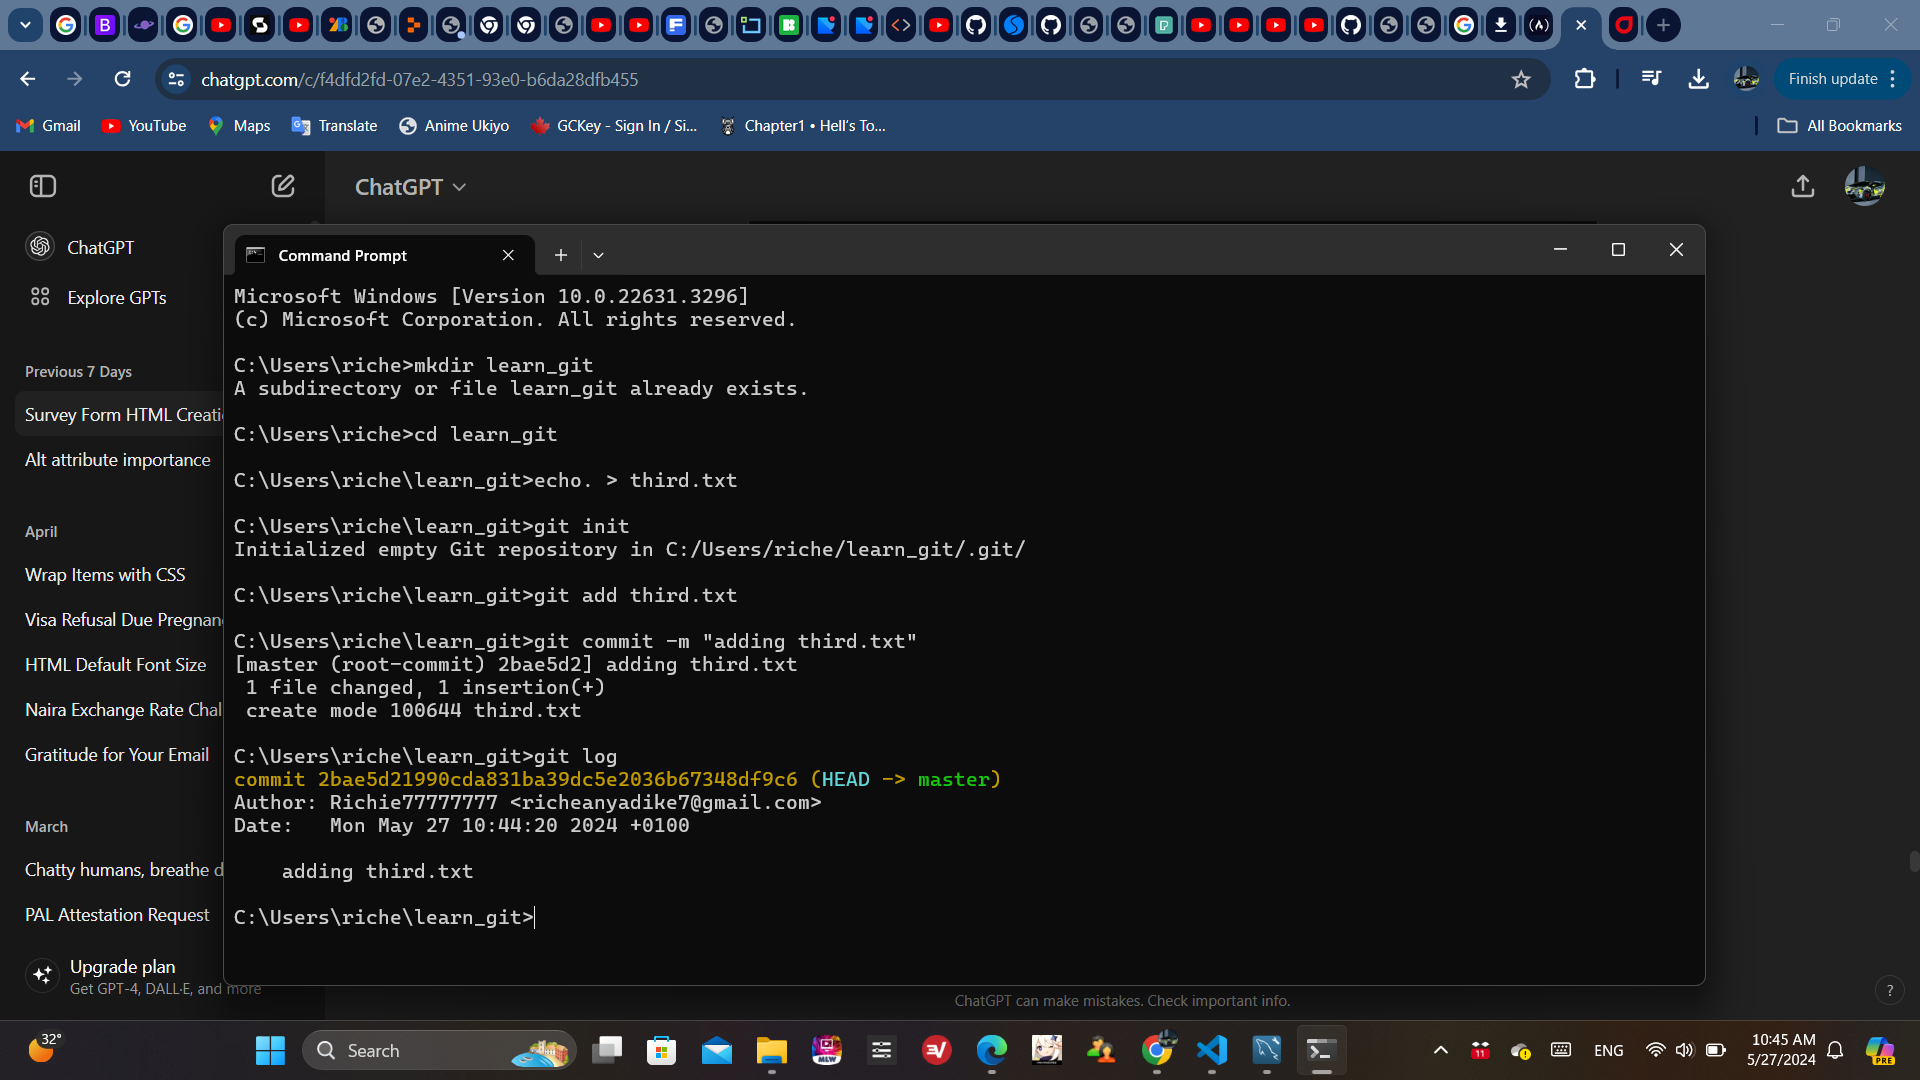 chatgpt.com/c/f4dfd2fd-07e2-4351-93e0-b6da28dfb455
Finish update
Gmail
YouTube
Maps
Translate
Anime Ukiyo
GCKey - Sign In / Si...
Chapter1 • Hell's To...
All Bookmarks
ChatGPT
ChatGPT
Explore GPTs
Previous 7 Days
Survey Form HTML Creati
Alt attribute importance
April
Wrap Items with CSS
Visa Refusal Due Pregnan
HTML Default Font Size
Naira Exchange Rate Chal
Gratitude for Your Email
March
Chatty humans, breathe d
PAL Attestation Request
Upgrade plan
Get GPT-4, DALL·E, and more
Command Prompt
Microsoft Windows [Version 10.0.22631.3296]
(c) Microsoft Corporation. All rights reserved.
C:\Users\riche>mkdir learn_git
A subdirectory or file learn_git already exists.
C:\Users\riche>cd learn_git
C:\Users\riche\learn_git>echo. > third.txt
C:\Users\riche\learn_git>git init
Initialized empty Git repository in C:/Users/riche/learn_git/.git/
C:\Users\riche\learn_git>git add third.txt
C:\Users\riche\learn_git>git commit -m "adding third.txt"
[master (root-commit) 2bae5d2] adding third.txt
1 file changed, 1 insertion(+)
create mode 100644 third.txt
C:\Users\riche\learn_git>git log
commit 2bae5d21990cda831ba39dc5e2036b67348df9c6 (HEAD -> master)
Author: Richie77777777 <richeanyadike7@gmail.com>
Date:   Mon May 27 10:44:20 2024 +0100
adding third.txt
C:\Users\riche\learn_git>
ChatGPT can make mistakes. Check important info.
?
32°
Search
MLW
11
ENG
10:45 AM
5/27/2024
PRE